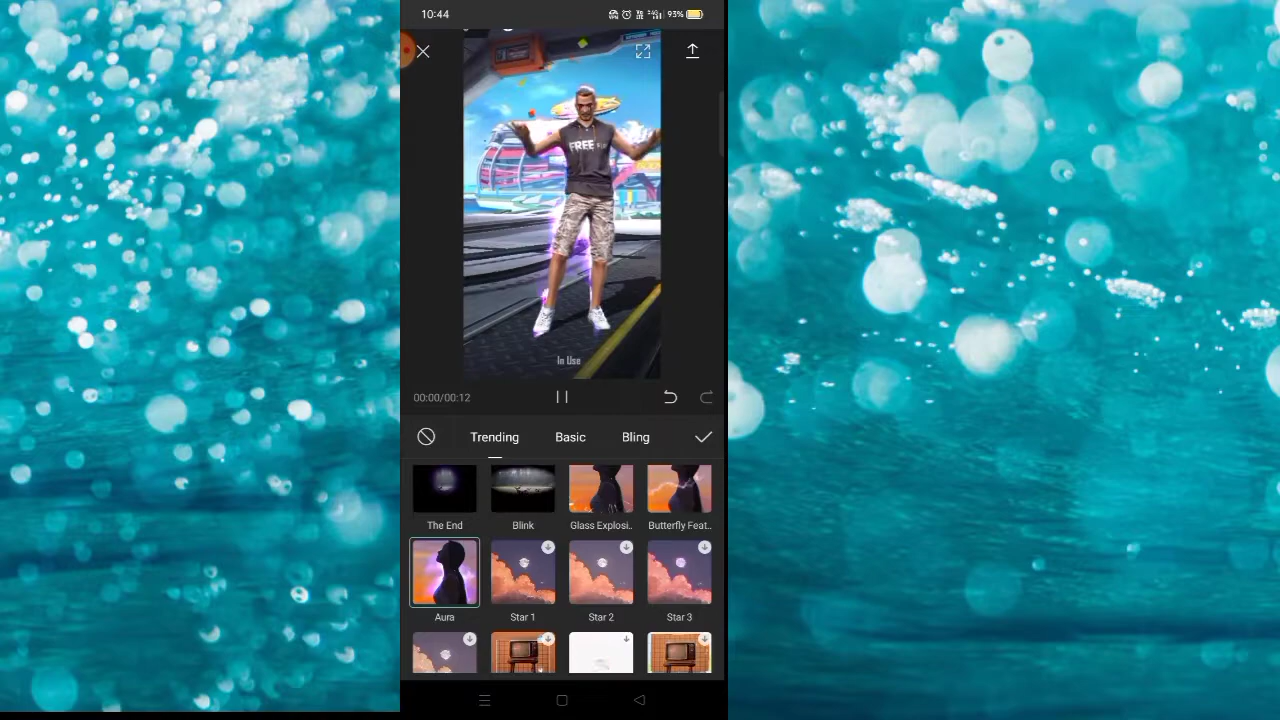 10:44
93%
FREE
In Use
00:00/00:12
Trending Basic Bling
The End Blink Glass Explosi.. Butterfly Feat..
Aura Star 1 Star 2 Star 3